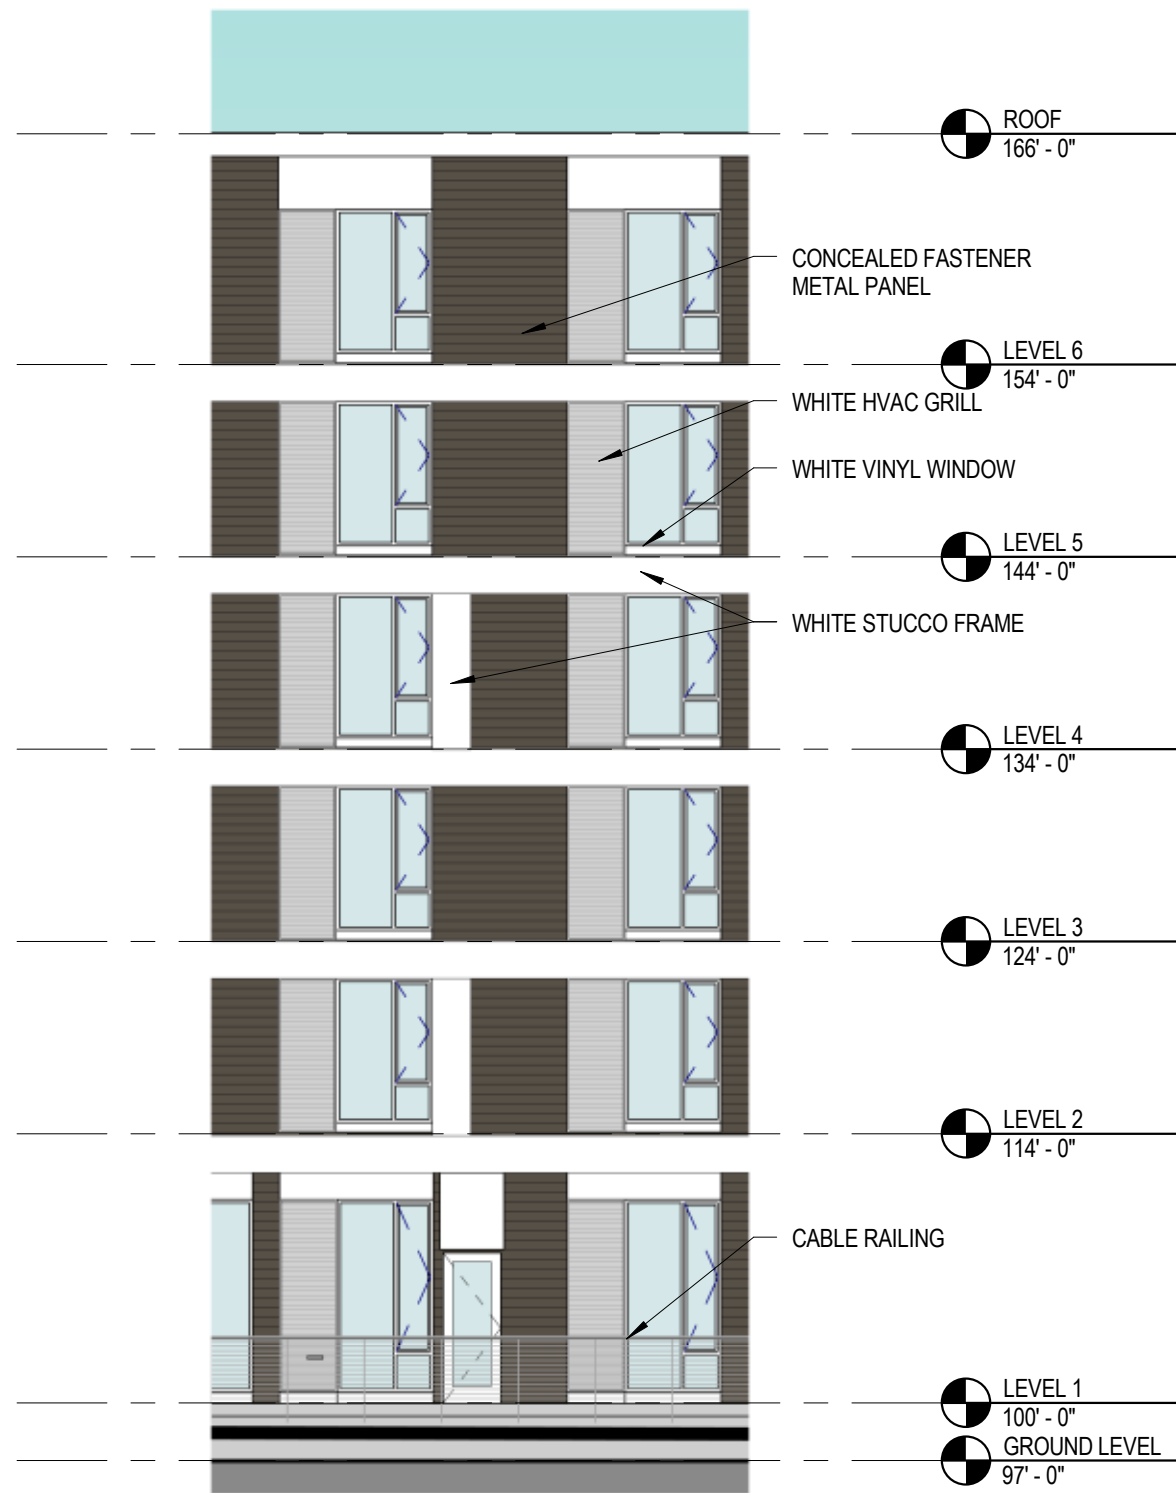 ROOF
166' - 0"
CONCEALED FASTENER
METAL PANEL
LEVEL 6
154' - 0"
WHITE HVAC GRILL
WHITE VINYL WINDOW
LEVEL 5
144' - 0"
WHITE STUCCO FRAME
LEVEL 4
134' - 0"
LEVEL 3
124' - 0"
LEVEL 2
114' - 0"
CABLE RAILING
LEVEL 1
100' - 0"
GROUND LEVEL
97' - 0"